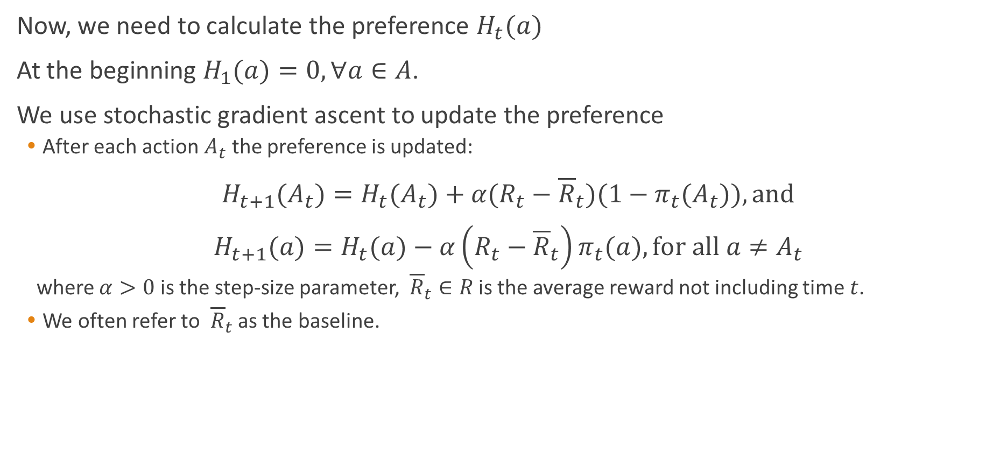 Now, we need to calculate the preference $H_t(a)$
At the beginning $H_1(a) = 0, \forall a \in A.$
We use stochastic gradient ascent to update the preference
• After each action $A_t$ the preference is updated:
$H_{t+1}(A_t) = H_t(A_t) + \alpha(R_t - \overline{R}_t)(1 - \pi_t(A_t)), \text{and}$
$H_{t+1}(a) = H_t(a) - \alpha\left(R_t - \overline{R}_t\right)\pi_t(a), \text{for all } a \neq A_t$
where $\alpha > 0$ is the step-size parameter, $\overline{R}_t \in R$ is the average reward not including time $t$.
• We often refer to $\overline{R}_t$ as the baseline.